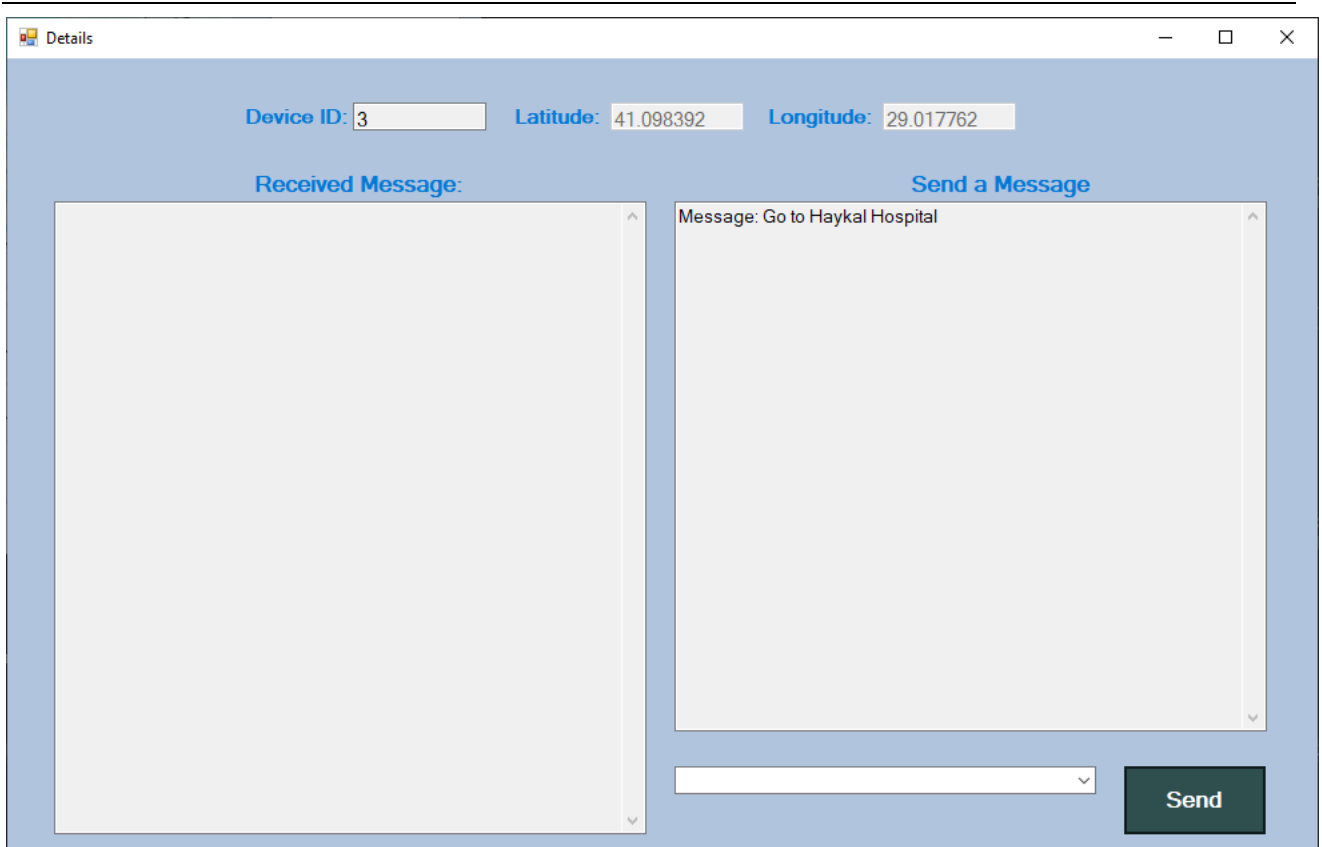 Details
Device ID: 3 Latitude: 41.098392 Longitude: 29.017762
Received Message:
Send a Message
Message: Go to Haykal Hospital
Send